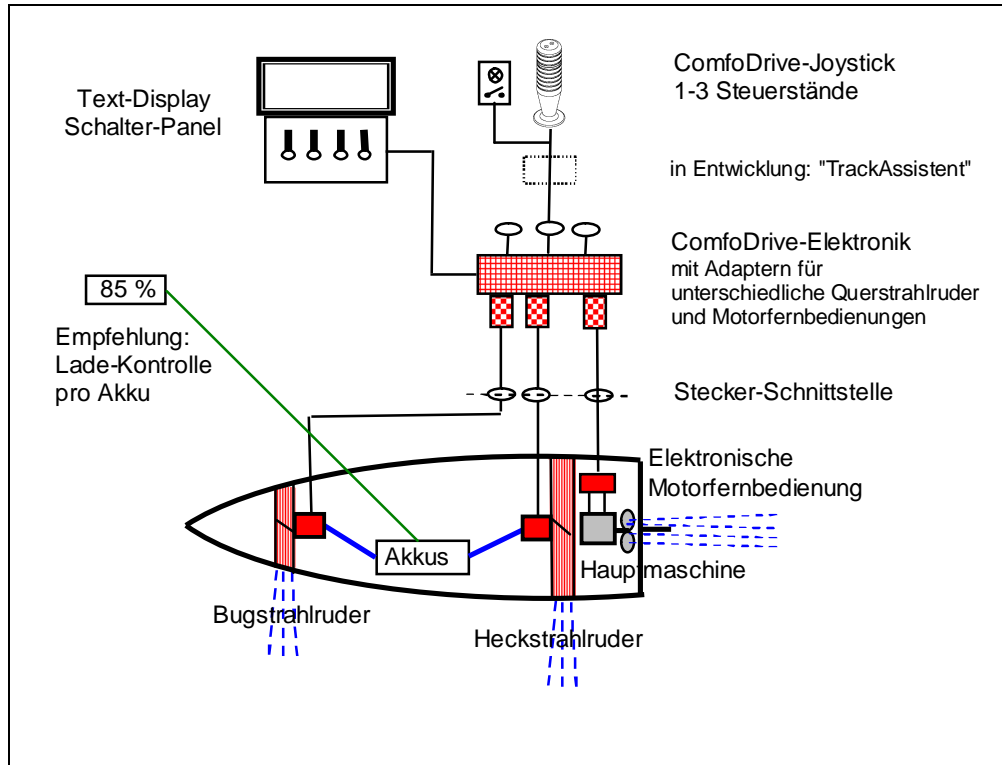 Text-Display
Schalter-Panel
ComfoDrive-Joystick
1-3 Steuerstände
in Entwicklung: "TrackAssistent"
ComfoDrive-Elektronik
mit Adaptern für
unterschiedliche Querstrahlruder
und Motorfernbedienungen
85 %
Empfehlung:
Lade-Kontrolle
pro Akku
Stecker-Schnittstelle
Elektronische
Motorfernbedienung
Akkus
Hauptmaschine
Bugstrahlruder
Heckstrahlruder